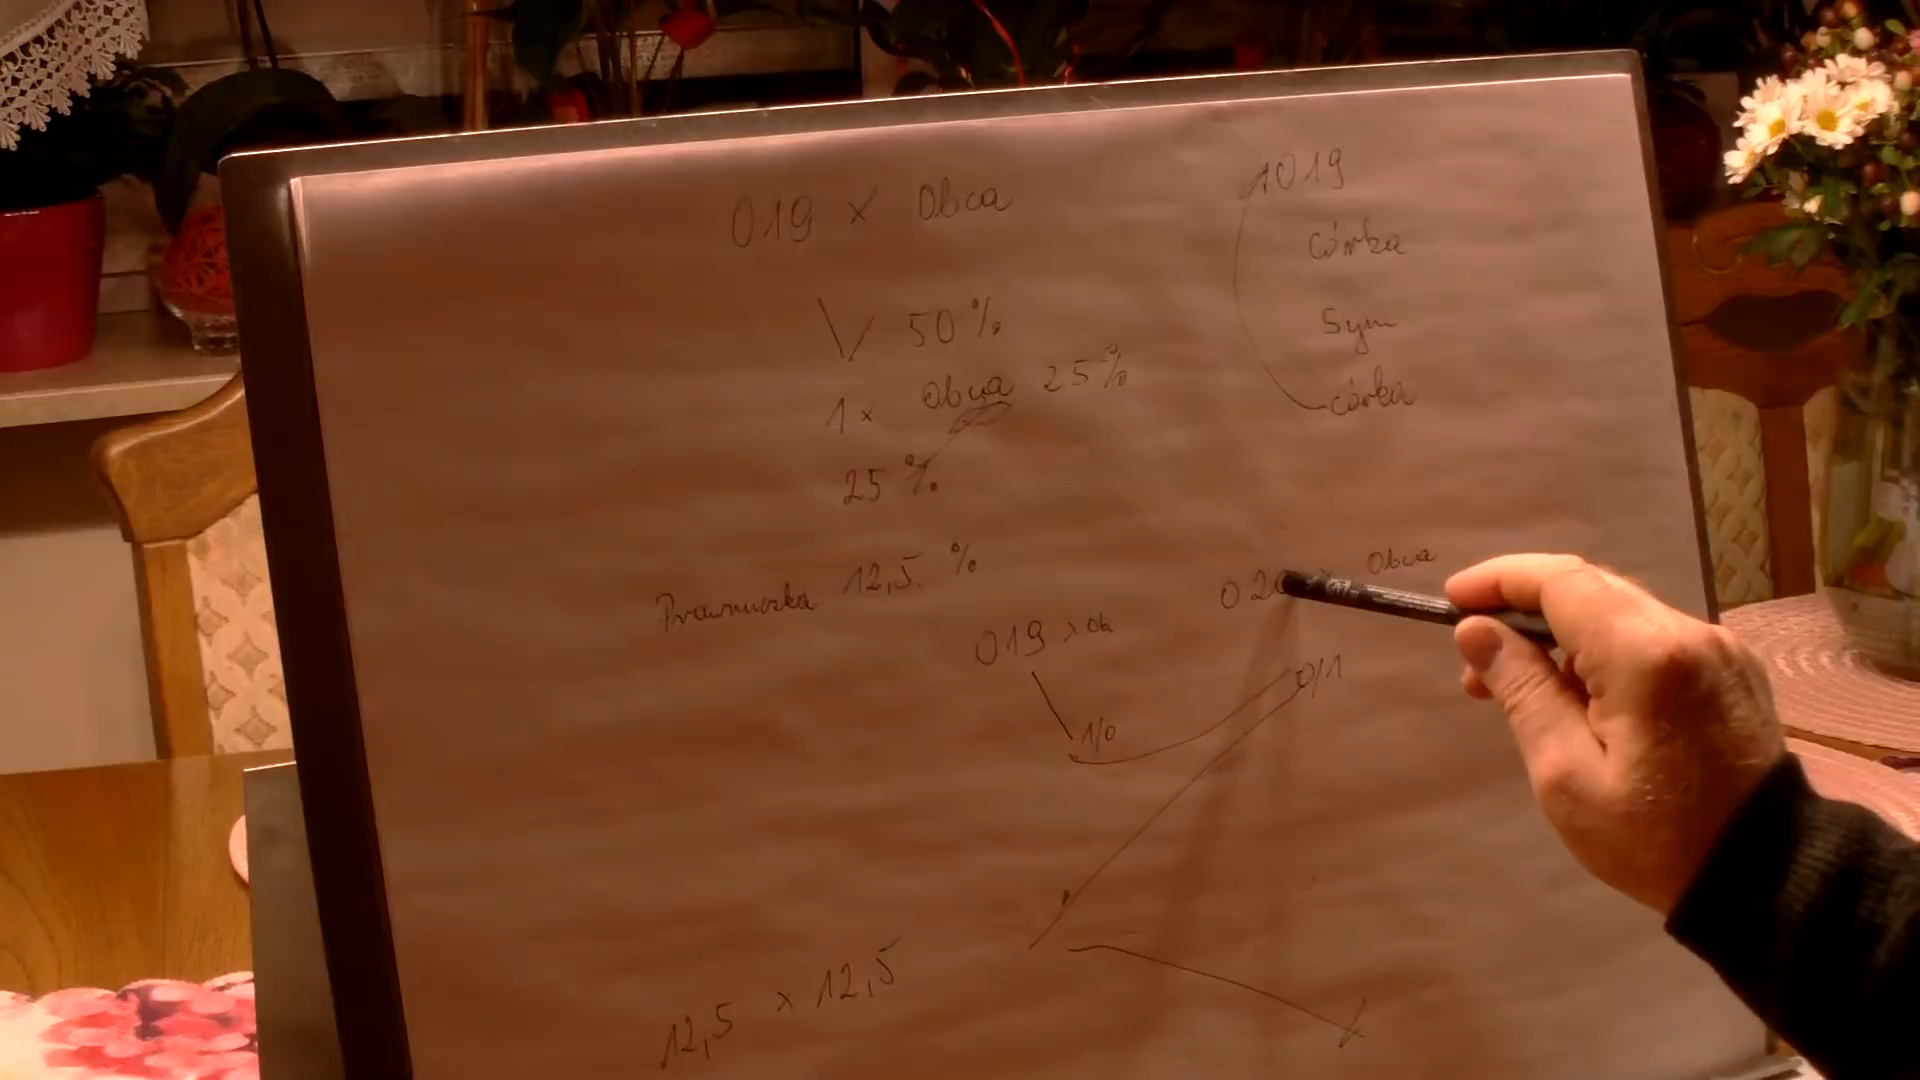 019 x Obca
50 %
1 x Obca 25 %
25 %
Prawnuczka 12,5 %
1019
córka
Syn
córka
019 x Ob
1/0
020 x Obca
0/1
12,5 x 12,5